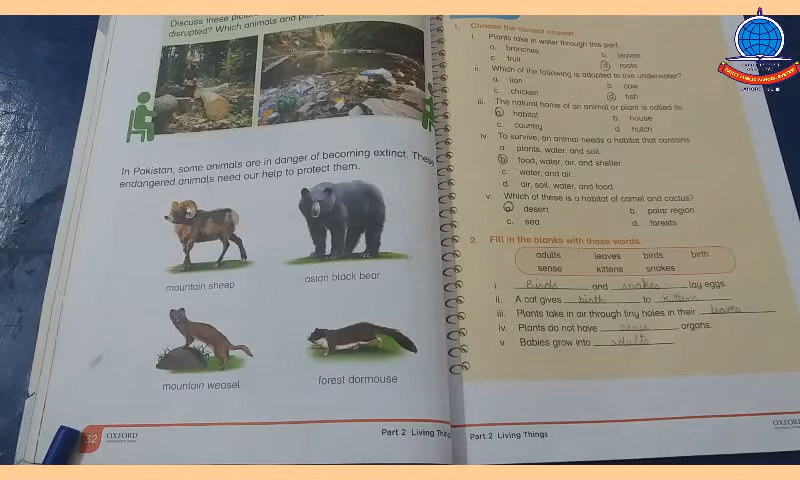 Discuss these
disrupted? Which animals and
In Pakistan, some animals are in danger of becoming extinct. These
endangered animals need our help to protect them.
mountain sheep
asian black bear
mountain weasel
forest dormouse
32
OXFORD
Part 2 Living Thing
1. Choose the correct answer.
i. Plants take in water through this part.
a. branches
b. leaves
c. fruit
d. roots
ii. Which of the following is adapted to live underwater?
a. lion
b. cow
c. chicken
d. fish
iii. The natural home of an animal or plant is called its:
a. habitat
b. house
c. country
d. hutch
iv. To survive, an animal needs a habitat that contains
a. plants, water, and soil.
b. food, water, air, and shelter.
c. water, and air.
d. air, soil, water, and food.
v. Which of these is a habitat of camel and cactus?
a. desert
b. polar region
c. sea
d. forests
2. Fill in the blanks with these words.
adults leaves birds birth
sense kittens snakes
i. Birds and snakes lay eggs.
ii. A cat gives birth to kittens
iii. Plants take in air through tiny holes in their leaves
iv. Plants do not have sense organs.
v. Babies grow into adults
Part 2 Living Things
OXFORD